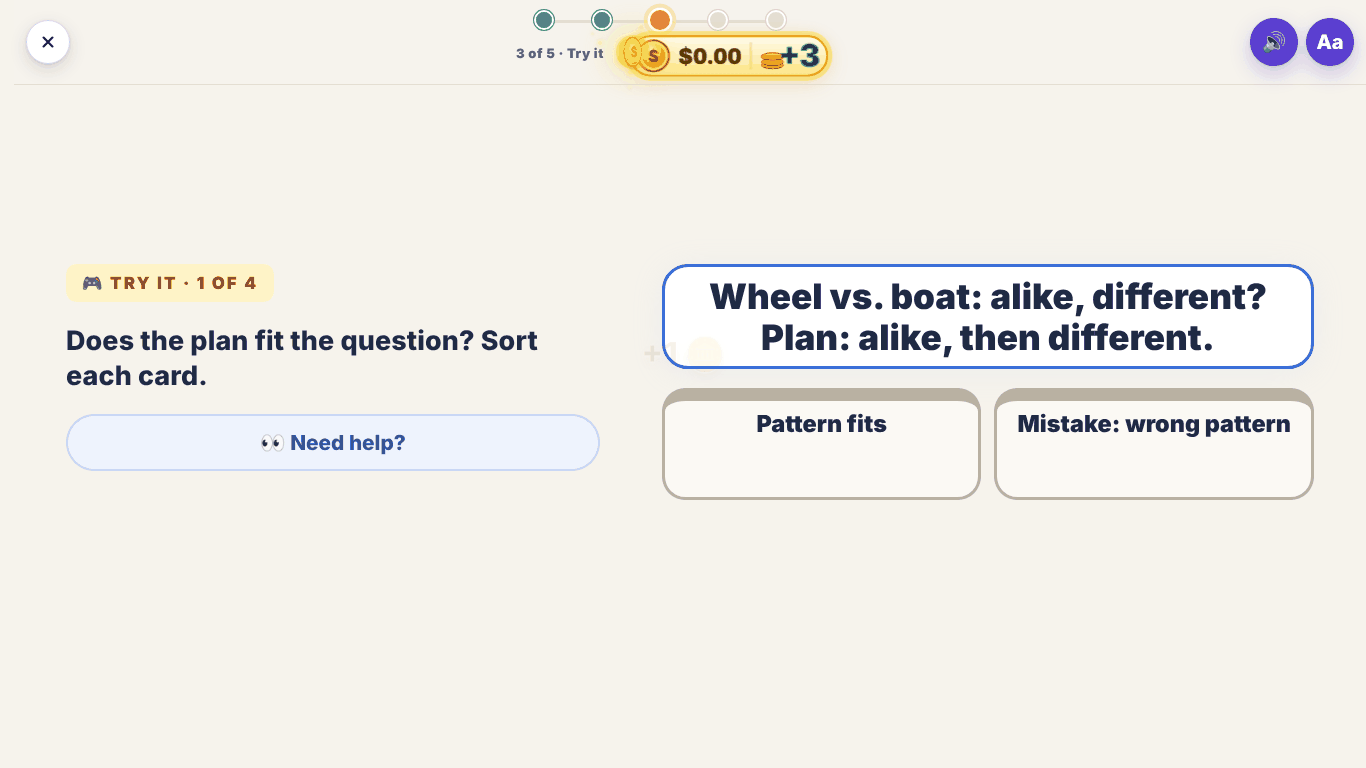 3 of 5 · Try it
$0.00
+3
Aa
🎮 TRY IT · 1 OF 4
Does the plan fit the question? Sort
each card.
👀 Need help?
Wheel vs. boat: alike, different?
Plan: alike, then different.
Pattern fits
Mistake: wrong pattern